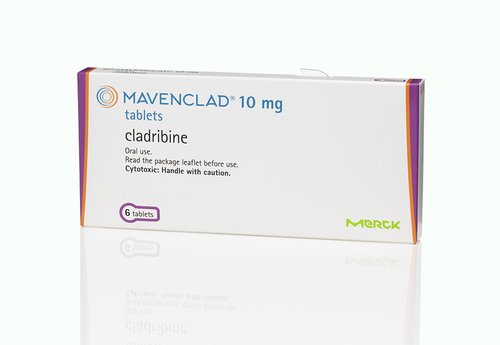 MAVENCLAD® 10 mg
tablets
cladribine
Oral use.
Read the package leaflet before use.
Cytotoxic: Handle with caution.
6 tablets
MERCK